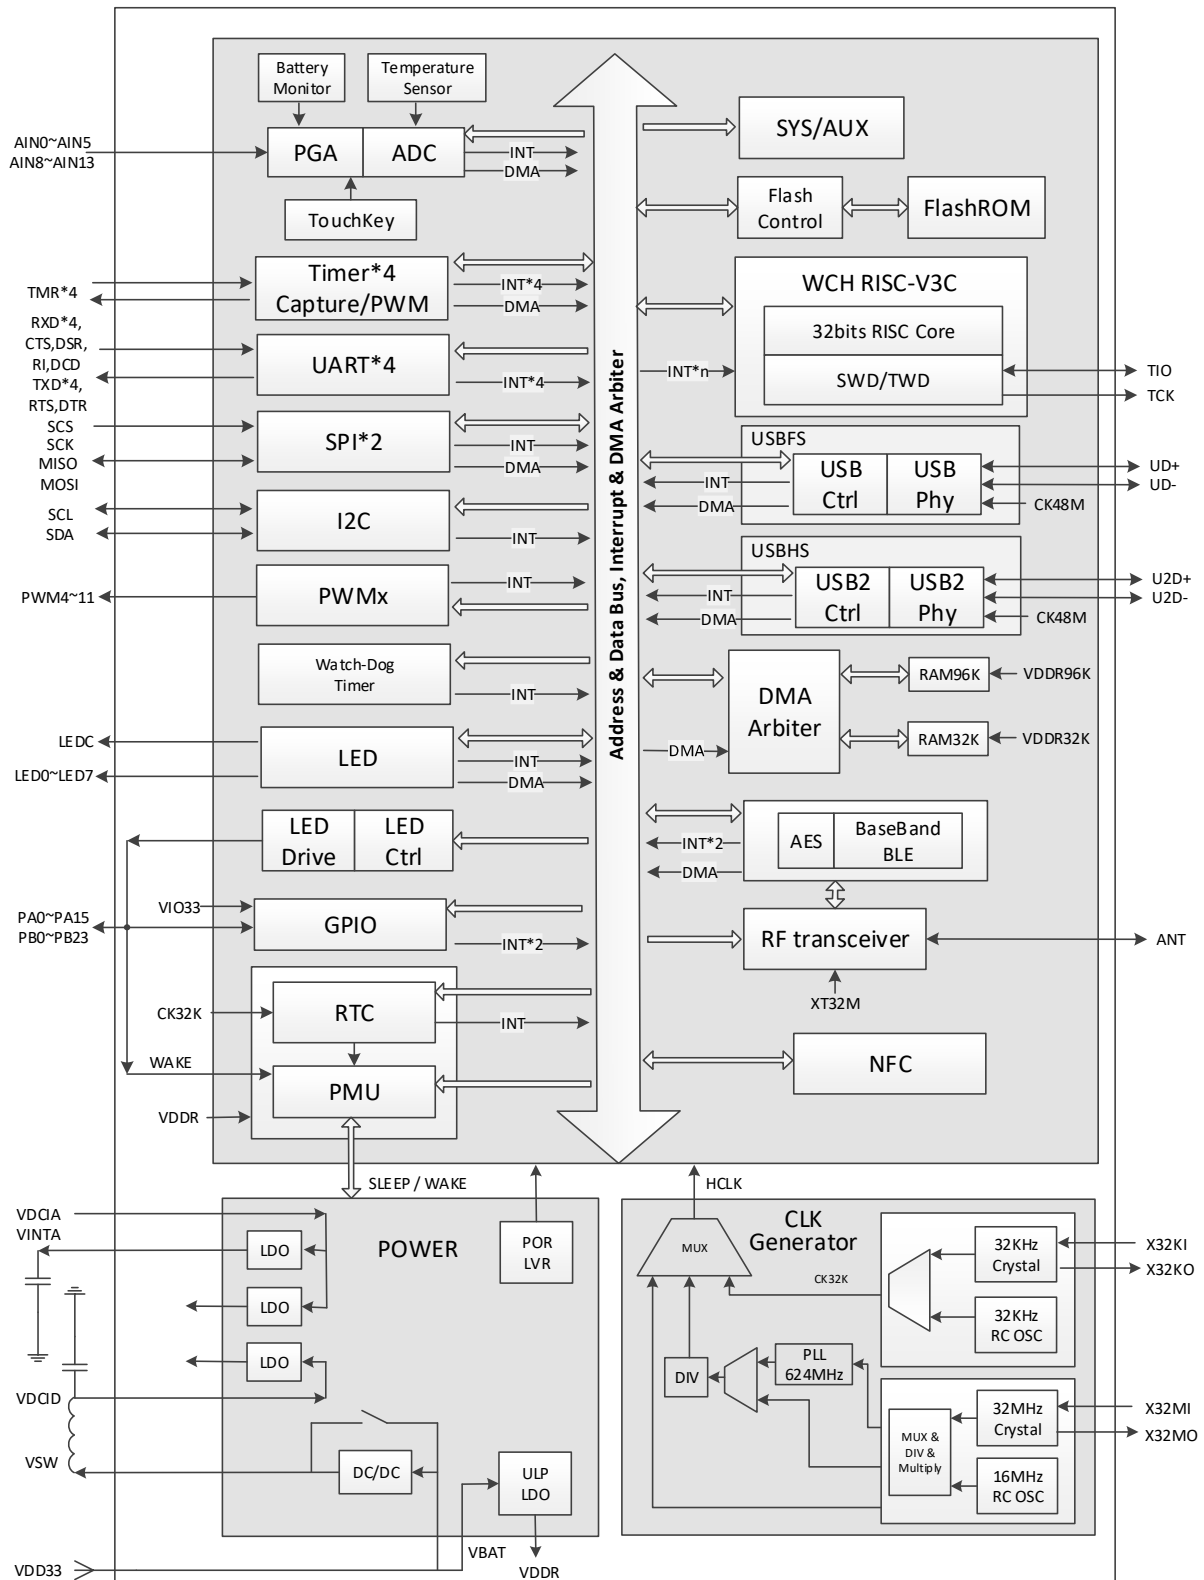 Battery
Monitor
Temperature
Sensor
AIN0~AIN5
AIN8~AIN13
PGA
ADC
INT
DMA
TouchKey
TMR*4
Timer*4
Capture/PWM
INT*4
DMA
RXD*4,
CTS,DSR,
RI,DCD
TXD*4,
RTS,DTR
UART*4
INT*4
SCS
SCK
MISO
MOSI
SPI*2
INT
DMA
SCL
SDA
I2C
INT
PWM4~11
PWMx
INT
Watch-Dog
Timer
INT
LEDC
LED0~LED7
LED
INT
DMA
LED
Drive
LED
Ctrl
PA0~PA15
PB0~PB23
VIO33
GPIO
INT*2
CK32K
RTC
INT
WAKE
PMU
VDDR
Address & Data Bus, Interrupt & DMA Arbiter
SYS/AUX
Flash
Control
FlashROM
WCH RISC-V3C
32bits RISC Core
SWD/TWD
INT*n
TIO
TCK
USBFS
USB
Ctrl
USB
Phy
INT
DMA
UD+
UD-
CK48M
USBHS
USB2
Ctrl
USB2
Phy
INT
DMA
U2D+
U2D-
CK48M
DMA
Arbiter
DMA
RAM96K
VDDR96K
RAM32K
VDDR32K
AES
BaseBand
BLE
INT*2
DMA
RF transceiver
ANT
XT32M
NFC
SLEEP / WAKE
HCLK
VDCIA
VINTA
LDO
LDO
LDO
POWER
POR
LVR
VDCID
VSW
DC/DC
ULP
LDO
VBAT
VDDR
VDD33
CLK
Generator
MUX
CK32K
32KHz
Crystal
32KHz
RC OSC
X32KI
X32KO
DIV
PLL
624MHz
MUX &
DIV &
Multiply
32MHz
Crystal
16MHz
RC OSC
X32MI
X32MO